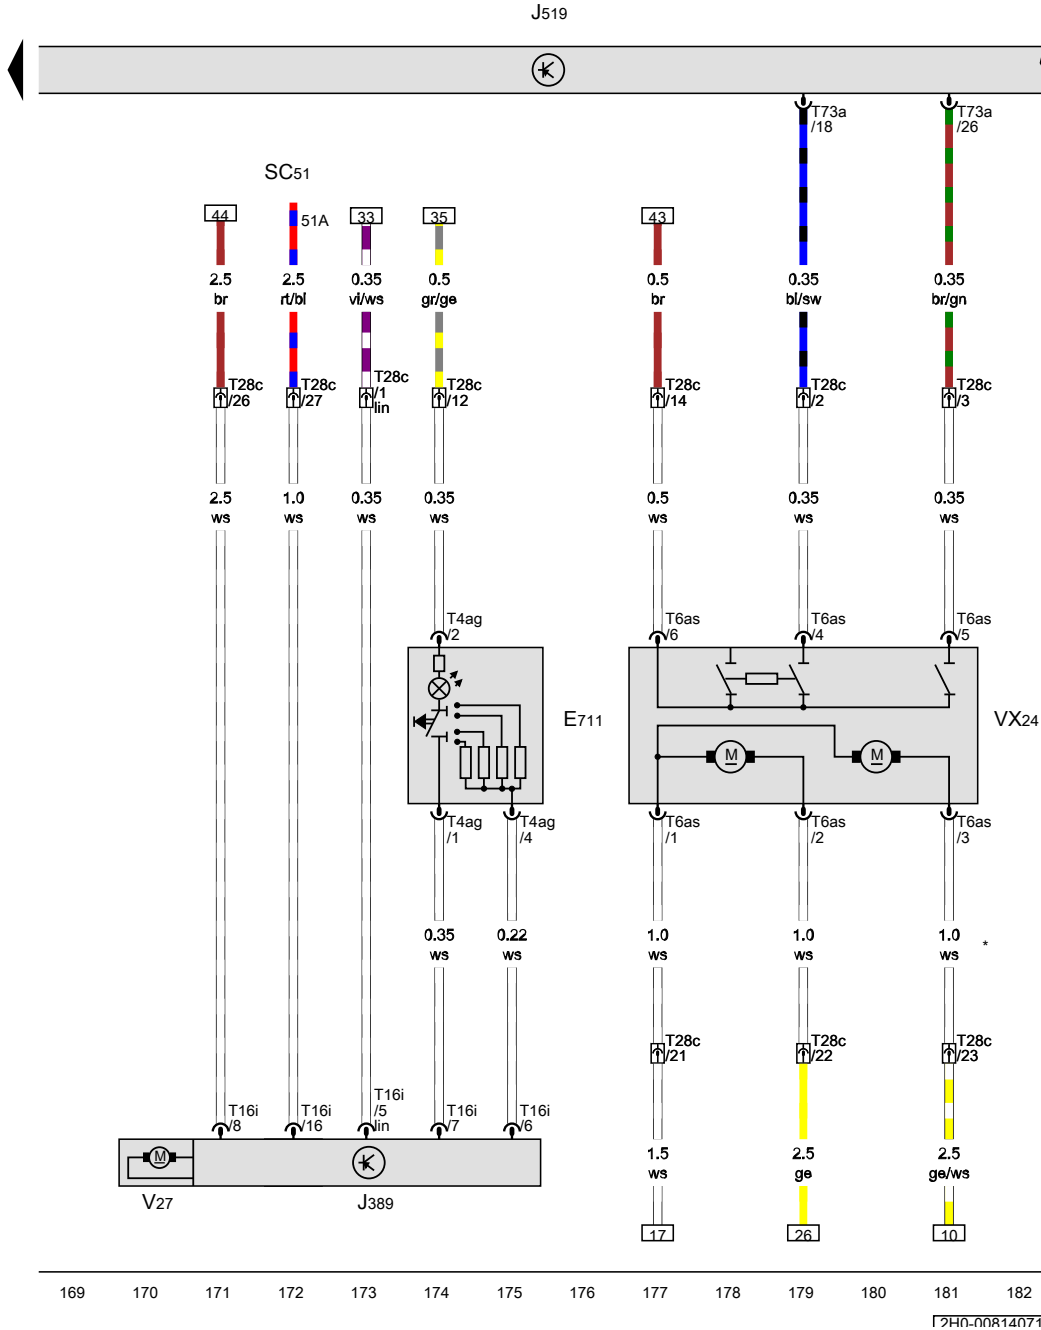 J519
T73a
/18
T73a
/26
SC51
44
51A
33
35
43
2.5
br
2.5
rt/bl
0.35
vi/ws
0.5
gr/ge
0.5
br
0.35
bl/sw
0.35
br/gn
T28c
/26
T28c
/27
T28c
/1
lin
T28c
/12
T28c
/14
T28c
/2
T28c
/3
2.5
ws
1.0
ws
0.35
ws
0.35
ws
0.5
ws
0.35
ws
0.35
ws
T4ag
/2
T6as
/6
T6as
/4
T6as
/5
E711
VX24
M
M
T4ag
/1
T4ag
/4
T6as
/1
T6as
/2
T6as
/3
0.35
ws
0.22
ws
1.0
ws
1.0
ws
1.0
ws
*
T28c
/21
T28c
/22
T28c
/23
T16i
/8
T16i
/16
T16i
/5
lin
T16i
/7
T16i
/6
M
1.5
ws
2.5
ge
2.5
ge/ws
V27
J389
17
26
10
169 170 171 172 173 174 175 176 177 178 179 180 181 182
2H0-00814071